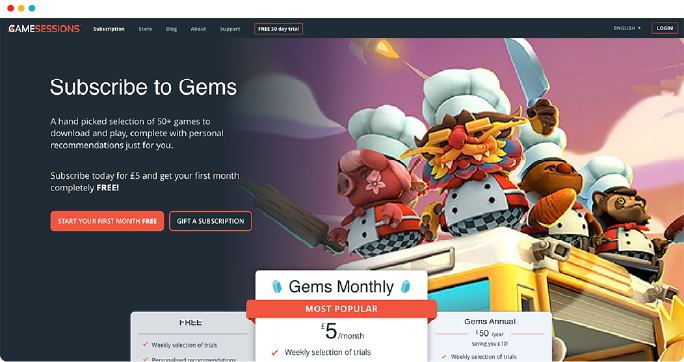 GAMESESSIONS Subscription Store Blog About Support FREE 30 day trial ENGLISH LOGIN
Subscribe to Gems
A hand picked selection of 50+ games to
download and play, complete with personal
recommendations just for you.
Subscribe today for £5 and get your first month
completely FREE!
START YOUR FIRST MONTH FREE GIFT A SUBSCRIPTION
Gems Monthly
MOST POPULAR
£5/month
Weekly selection of trials
FREE
Weekly selection of trials
Personalised recommendations
Gems Annual
£50 /year
saving you £10!
Weekly selection of trials